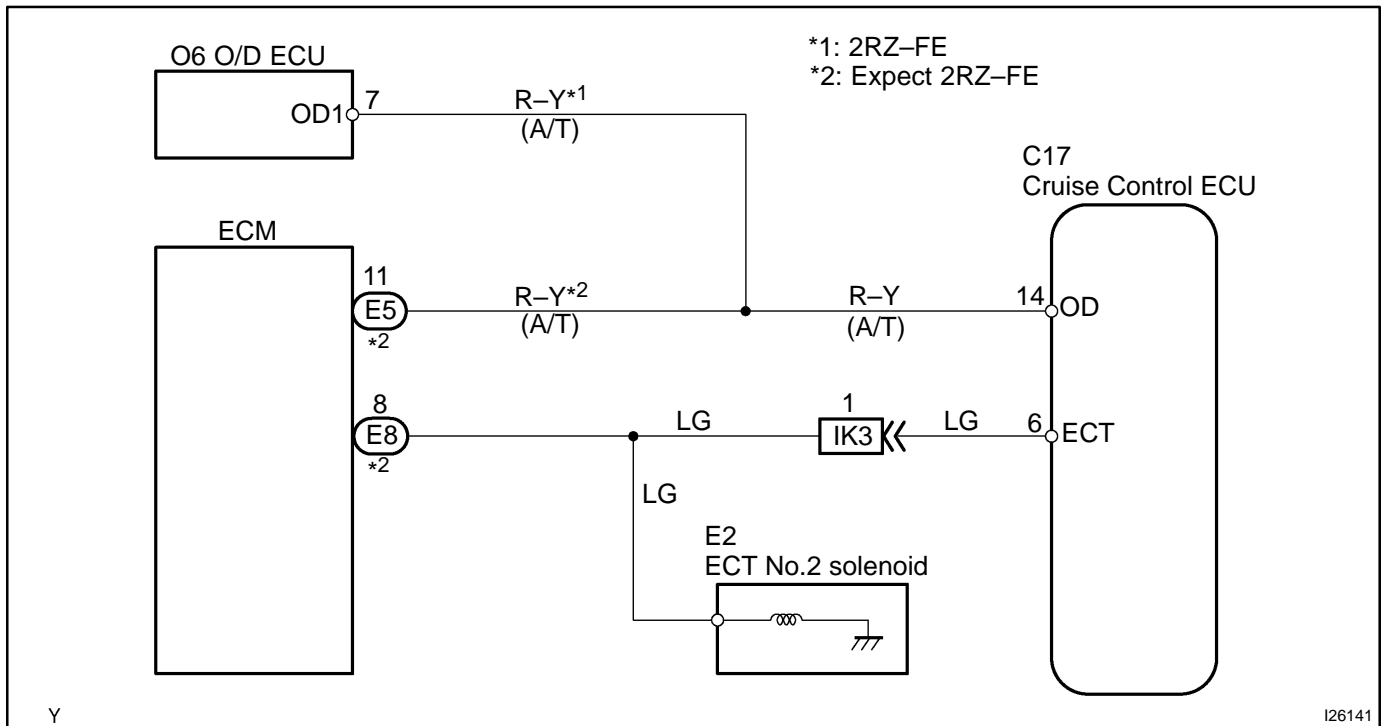 *1: 2RZ–FE
*2: Expect 2RZ–FE
O6 O/D ECU
OD1
7
R–Y*1
(A/T)
C17
Cruise Control ECU
ECM
11
E5
*2
R–Y*2
(A/T)
R–Y
(A/T)
14
OD
8
E8
*2
LG
1
IK3
LG
6
ECT
LG
E2
ECT No.2 solenoid
Y
I26141